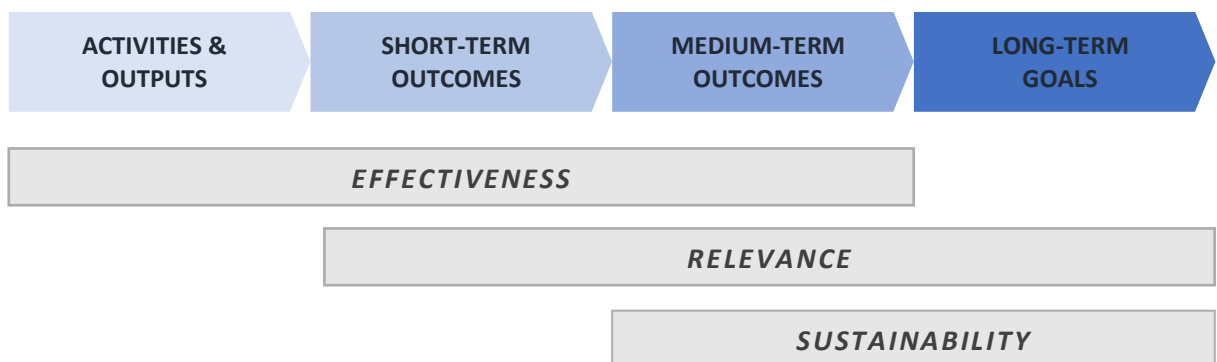 ACTIVITIES &
OUTPUTS
SHORT-TERM
OUTCOMES
MEDIUM-TERM
OUTCOMES
LONG-TERM
GOALS
EFFECTIVENESS
RELEVANCE
SUSTAINABILITY